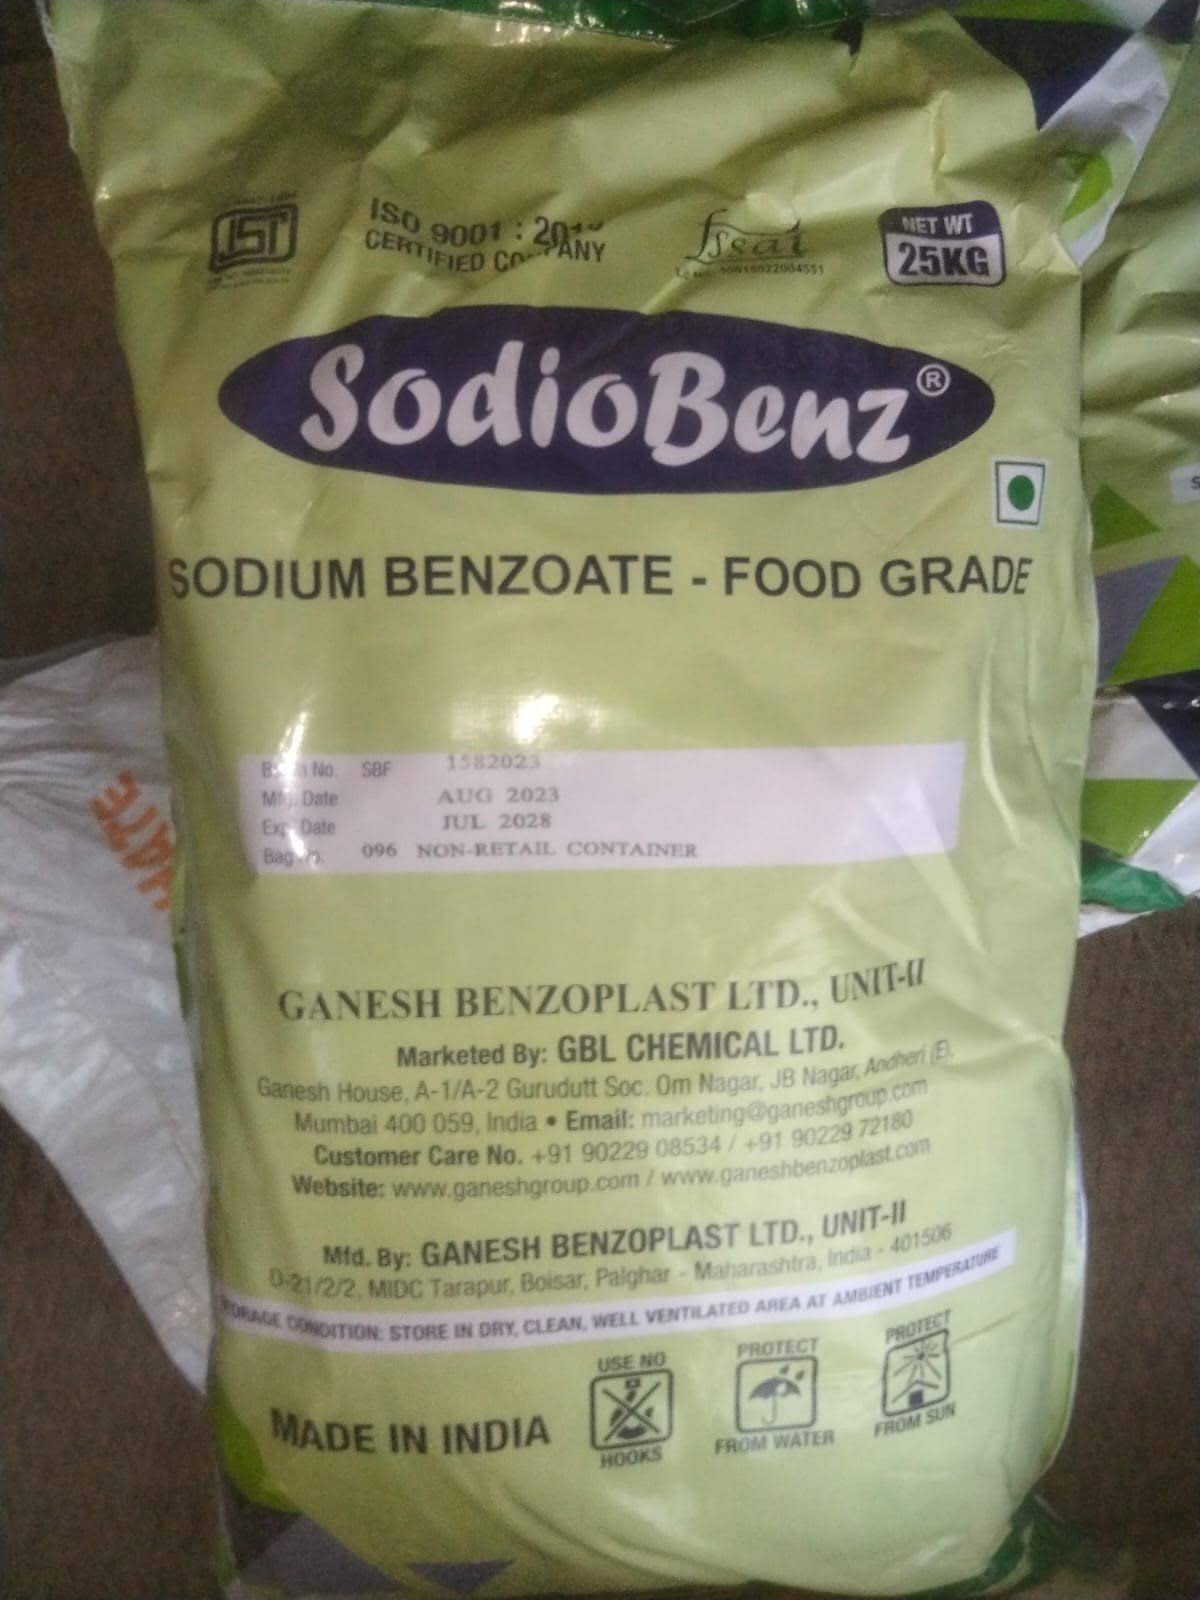 ISI
ISO 9001 : 
CERTIFIED COMPANY
fssai
NET WT
25KG
SodioBenz®
SODIUM BENZOATE - FOOD GRADE
Batch No. SBF 1582023
Mfg. Date AUG 2023
Exp. Date JUL 2028
Bag No. 096 NON-RETAIL CONTAINER
GANESH BENZOPLAST LTD., UNIT-II
Marketed By: GBL CHEMICAL LTD.
Ganesh House, A-1/A-2 Gurudutt Soc. Om Nagar, JB Nagar, Andheri (E),
Mumbai 400 059, India • Email: marketing@ganeshgroup.com
Customer Care No. +91 90229 08534 / +91 90229 72180
Website: www.ganeshgroup.com / www.ganeshbenzoplast.com
Mfd. By: GANESH BENZOPLAST LTD., UNIT-II
D-21/2/2, MIDC Tarapur, Boisar, Palghar - Maharashtra, India - 401506
STORAGE CONDITION: STORE IN DRY, CLEAN, WELL VENTILATED AREA AT AMBIENT TEMPERATURE
MADE IN INDIA
USE NO
HOOKS
PROTECT
FROM WATER
PROTECT
FROM SUN